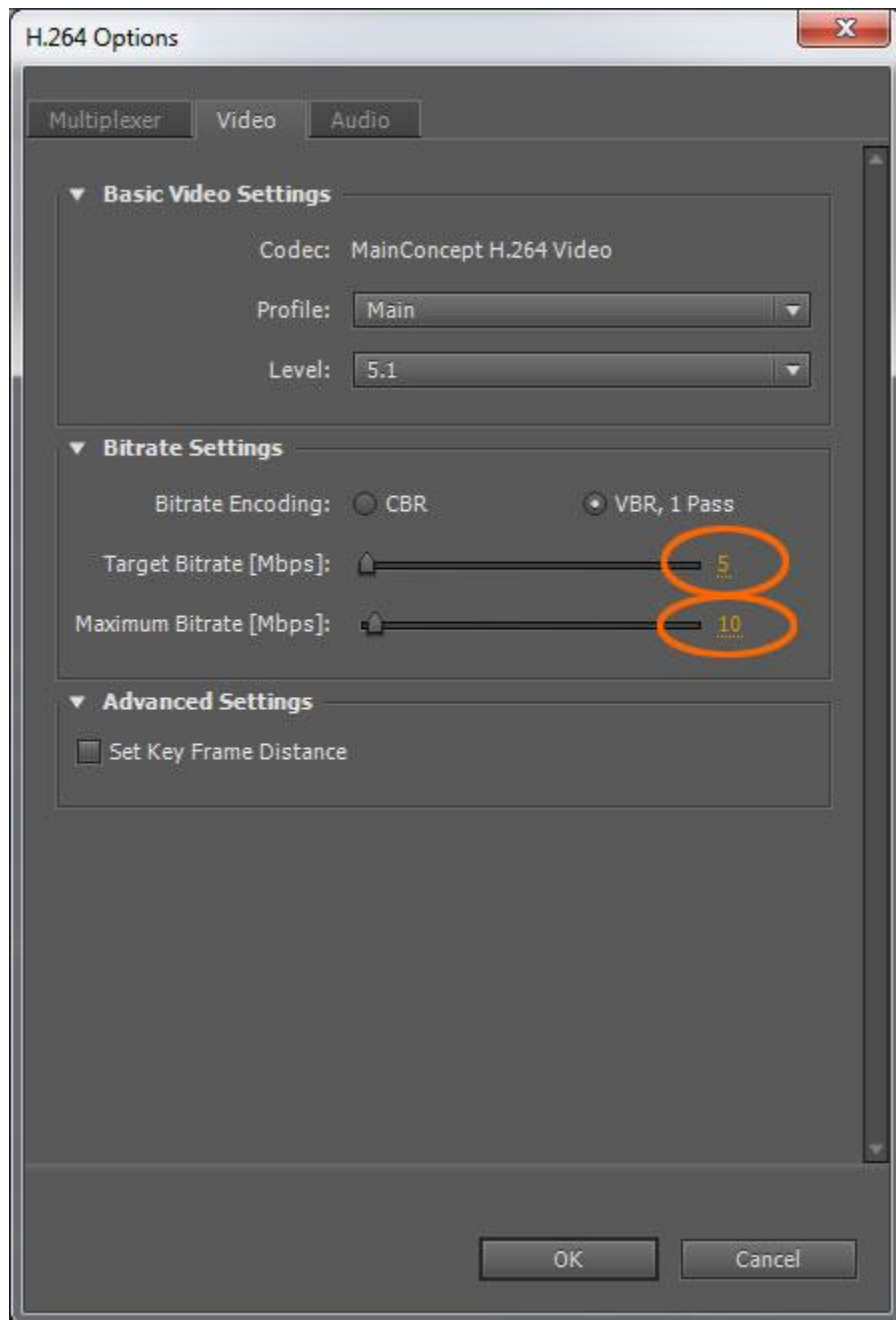 H.264 Options
Multiplexer Video Audio
Basic Video Settings
Codec: MainConcept H.264 Video
Profile: Main
Level: 5.1
Bitrate Settings
Bitrate Encoding: CBR VBR, 1 Pass
Target Bitrate [Mbps]: 5
Maximum Bitrate [Mbps]: 10
Advanced Settings
Set Key Frame Distance
OK Cancel